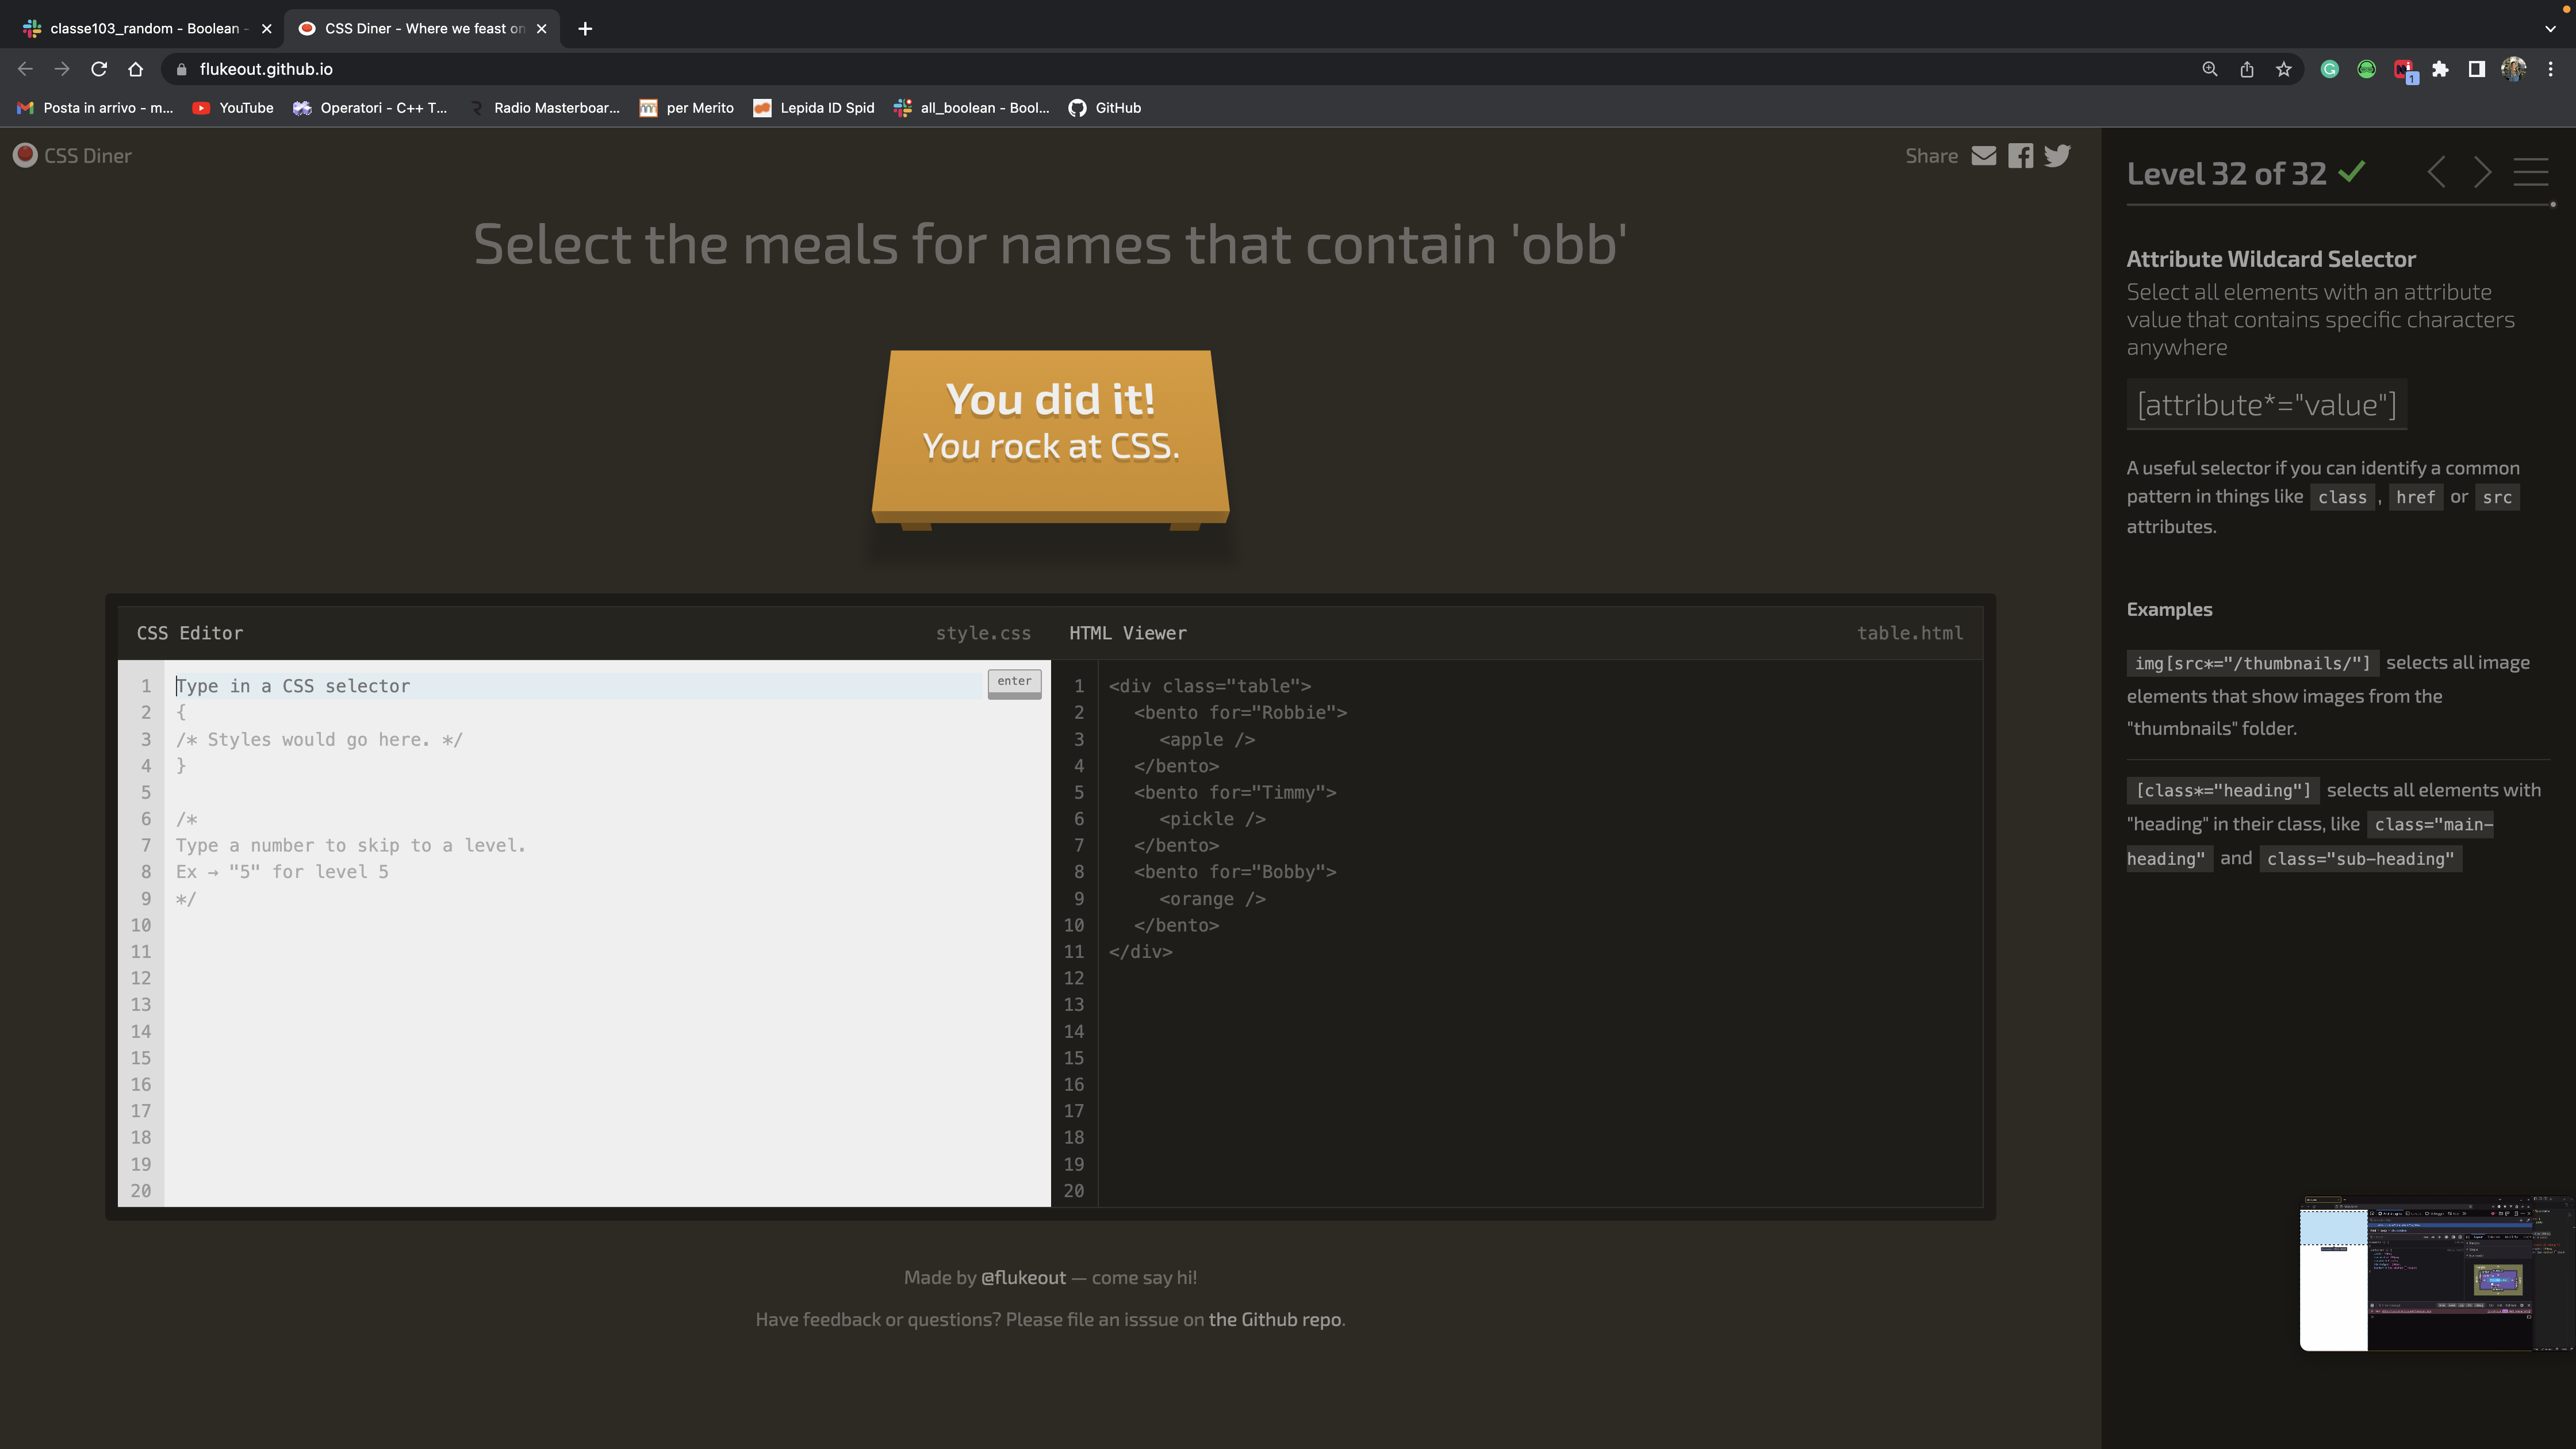 classe103_random - Boolean -
CSS Diner - Where we feast on
flukeout.github.io
Posta in arrivo - m...
YouTube
Operatori - C++ T...
Radio Masterboar...
per Merito
Lepida ID Spid
all_boolean - Bool...
GitHub
CSS Diner
Share
Select the meals for names that contain 'obb'
You did it!
You rock at CSS.
CSS Editor
style.css
1 Type in a CSS selector
enter
2 {
3 /* Styles would go here. */
4 }
5
6 /*
7 Type a number to skip to a level.
8 Ex → "5" for level 5
9 */
10
11
12
13
14
15
16
17
18
19
20
HTML Viewer
table.html
1 <div class="table">
2 <bento for="Robbie">
3 <apple />
4 </bento>
5 <bento for="Timmy">
6 <pickle />
7 </bento>
8 <bento for="Bobby">
9 <orange />
10 </bento>
11 </div>
12
13
14
15
16
17
18
19
20
Made by @flukeout — come say hi!
Have feedback or questions? Please file an isssue on the Github repo.
Level 32 of 32
Attribute Wildcard Selector
Select all elements with an attribute
value that contains specific characters
anywhere
[attribute*="value"]
A useful selector if you can identify a common
pattern in things like class , href or src
attributes.
Examples
img[src*="/thumbnails/"] selects all image
elements that show images from the
"thumbnails" folder.
[class*="heading"] selects all elements with
"heading" in their class, like class="main-
heading" and class="sub-heading"